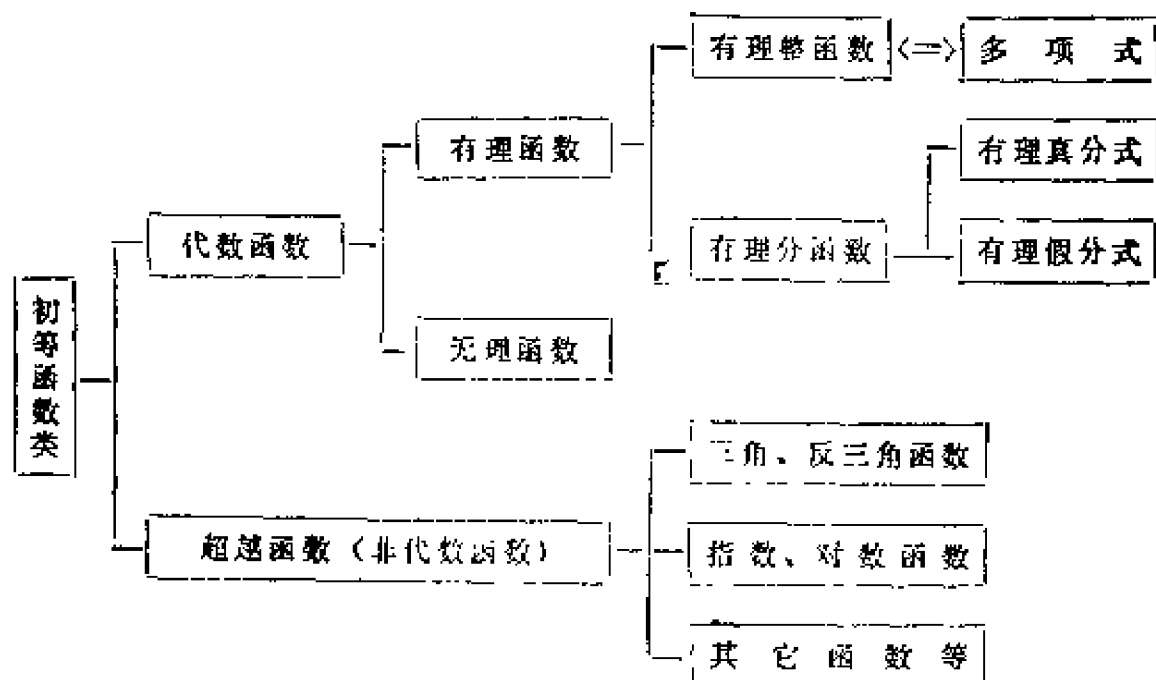 有理整函数 <=> 多项式
有理函数
有理真分式
代数函数
有理分函数
有理假分式
初等函数类
无理函数
三角、反三角函数
超越函数(非代数函数)
指数、对数函数
其它函数等